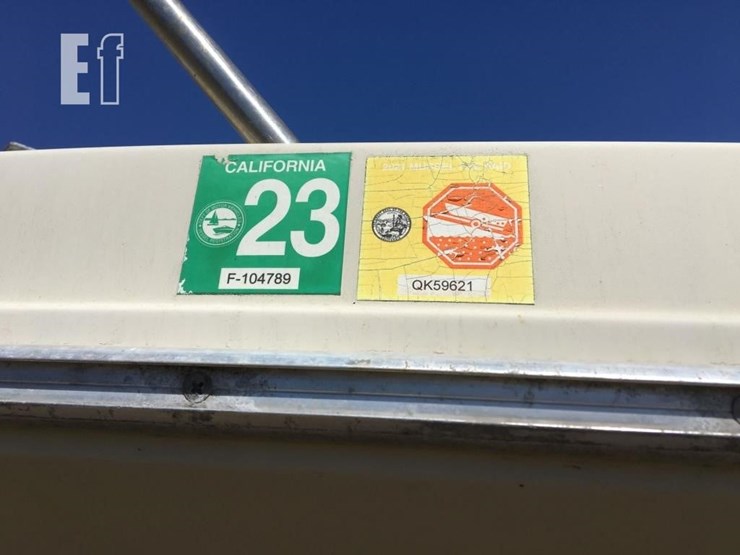 Ef
CALIFORNIA
23
F-104789
QK59621